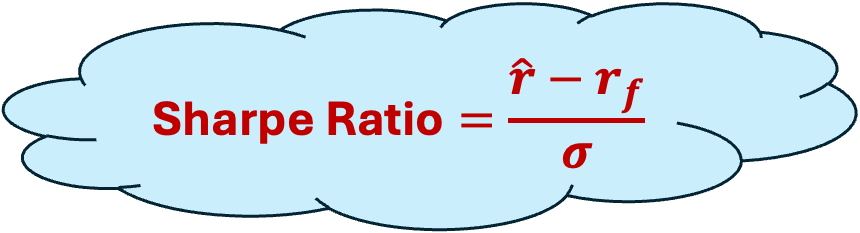 Sharpe Ratio = (r̂ − r_f) / σ